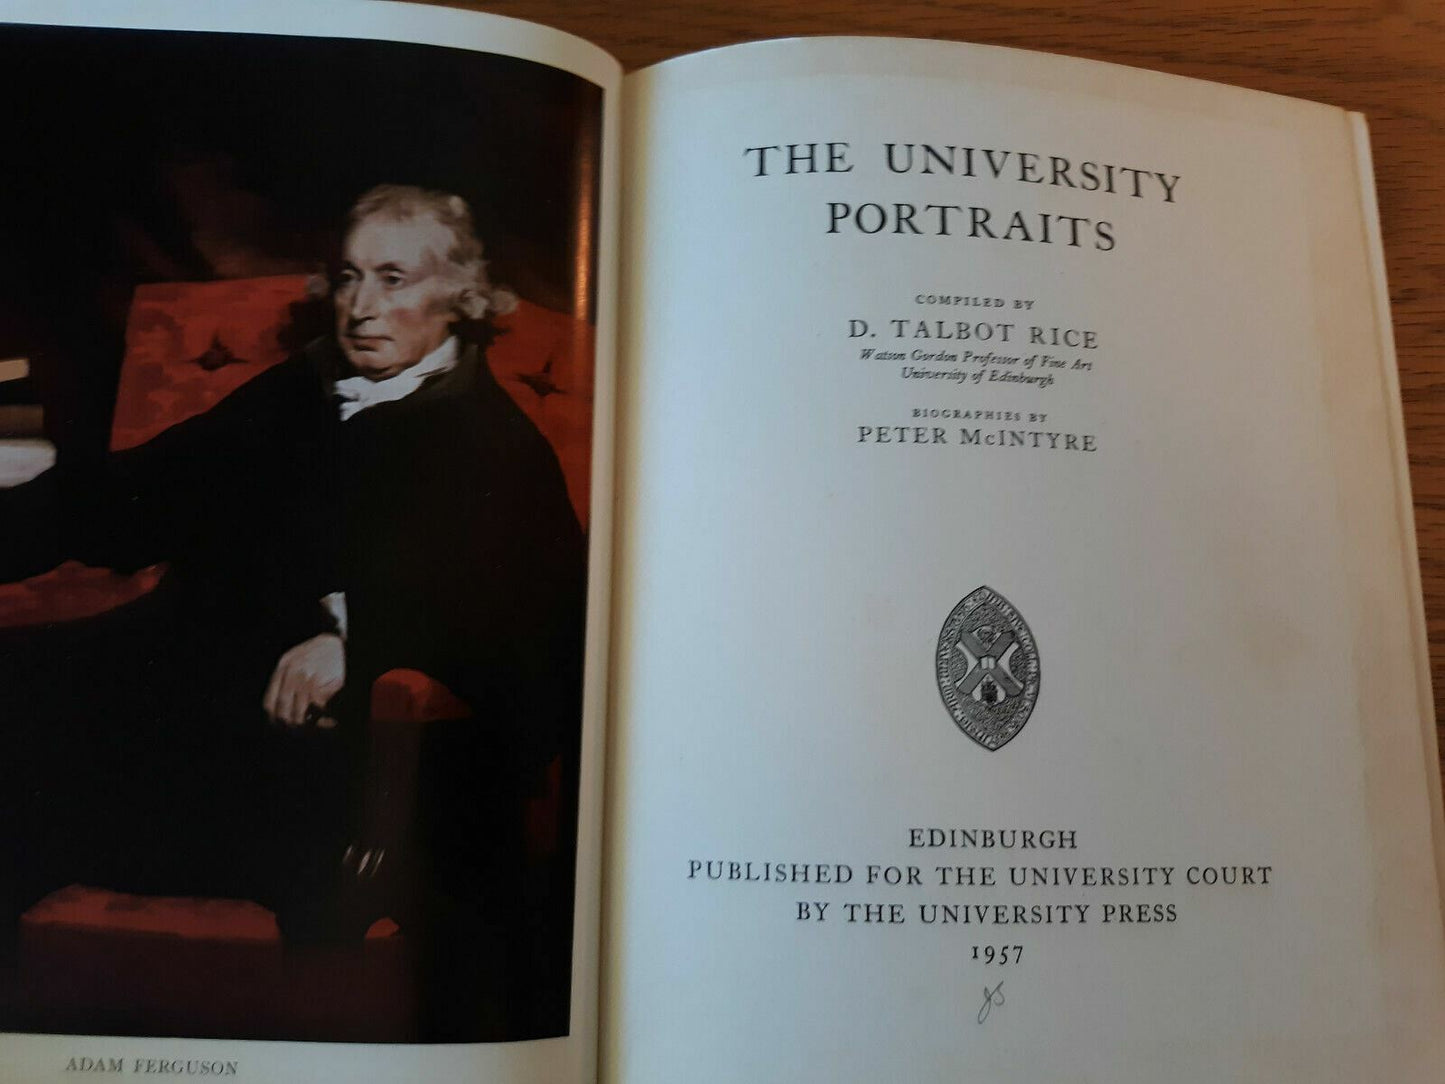 ADAM FERGUSON
THE UNIVERSITY
PORTRAITS
COMPILED BY
D. TALBOT RICE
Watson Gordon Professor of Fine Art
University of Edinburgh
BIOGRAPHIES BY
PETER McINTYRE
EDINBURGH
PUBLISHED FOR THE UNIVERSITY COURT
BY THE UNIVERSITY PRESS
1957